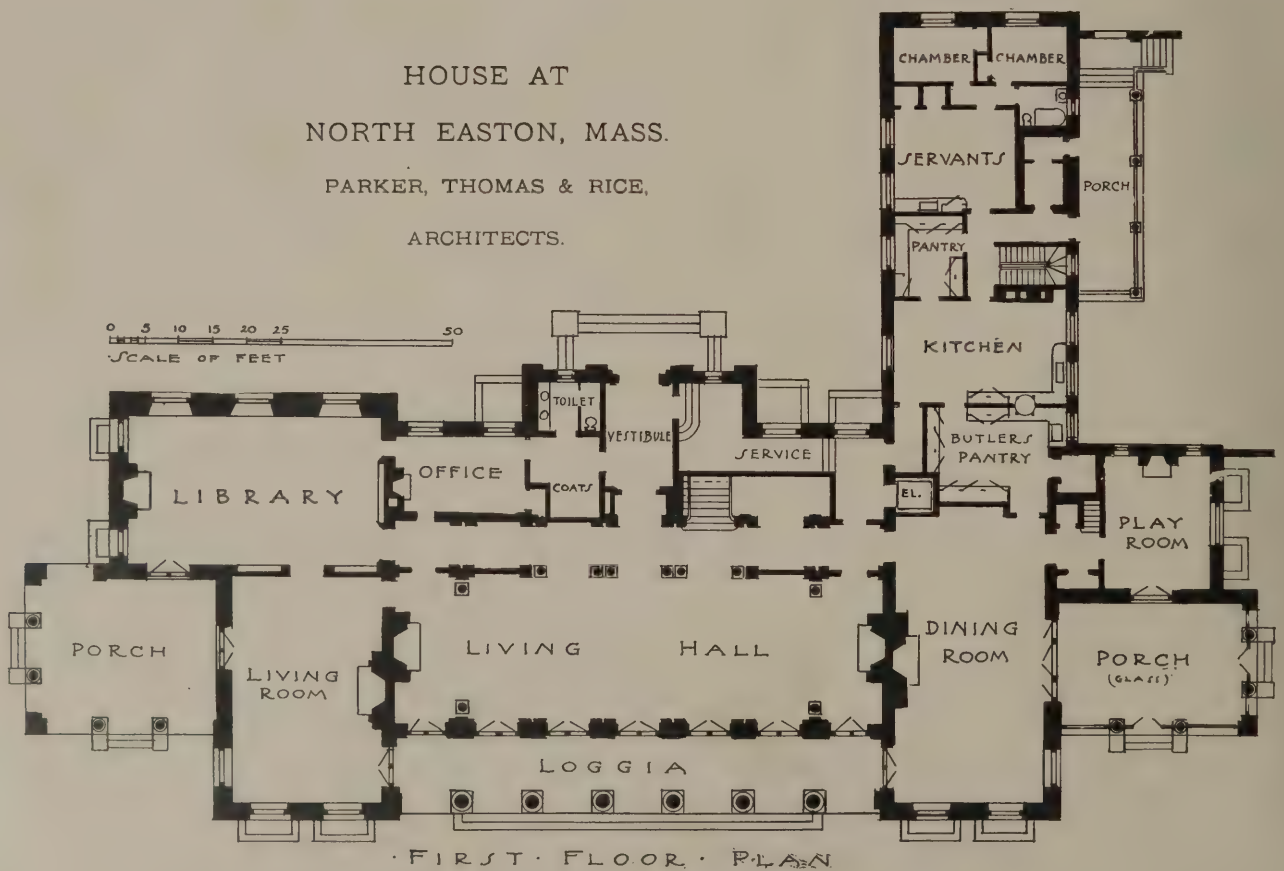 HOUSE AT
NORTH EASTON, MASS.
PARKER, THOMAS & RICE,
ARCHITECTS.
0 5 10 15 20 25 50
SCALE OF FEET
CHAMBER
CHAMBER
SERVANTS
PORCH
PANTRY
KITCHEN
TOILET
VESTIBULE
SERVICE
BUTLERS
PANTRY
LIBRARY
OFFICE
COATS
EL.
PLAY
ROOM
PORCH
LIVING
ROOM
LIVING HALL
DINING
ROOM
PORCH
(GLASS)
LOGGIA
· FIRST · FLOOR · PLAN